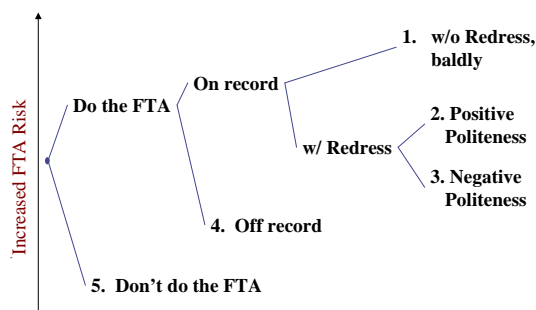 1. w/o Redress,
baldly
On record
Do the FTA
2. Positive
Politeness
w/ Redress
3. Negative
Politeness
4. Off record
5. Don't do the FTA
Increased FTA Risk